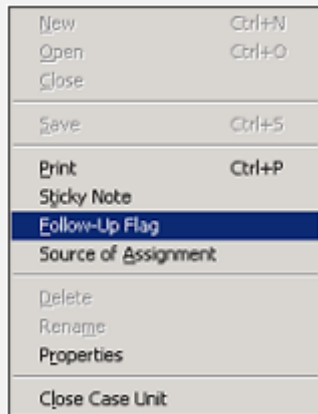 New Ctrl+N
Open Ctrl+O
Close
Save Ctrl+S
Print Ctrl+P
Sticky Note
Follow-Up Flag
Source of Assignment
Delete
Rename
Properties
Close Case Unit